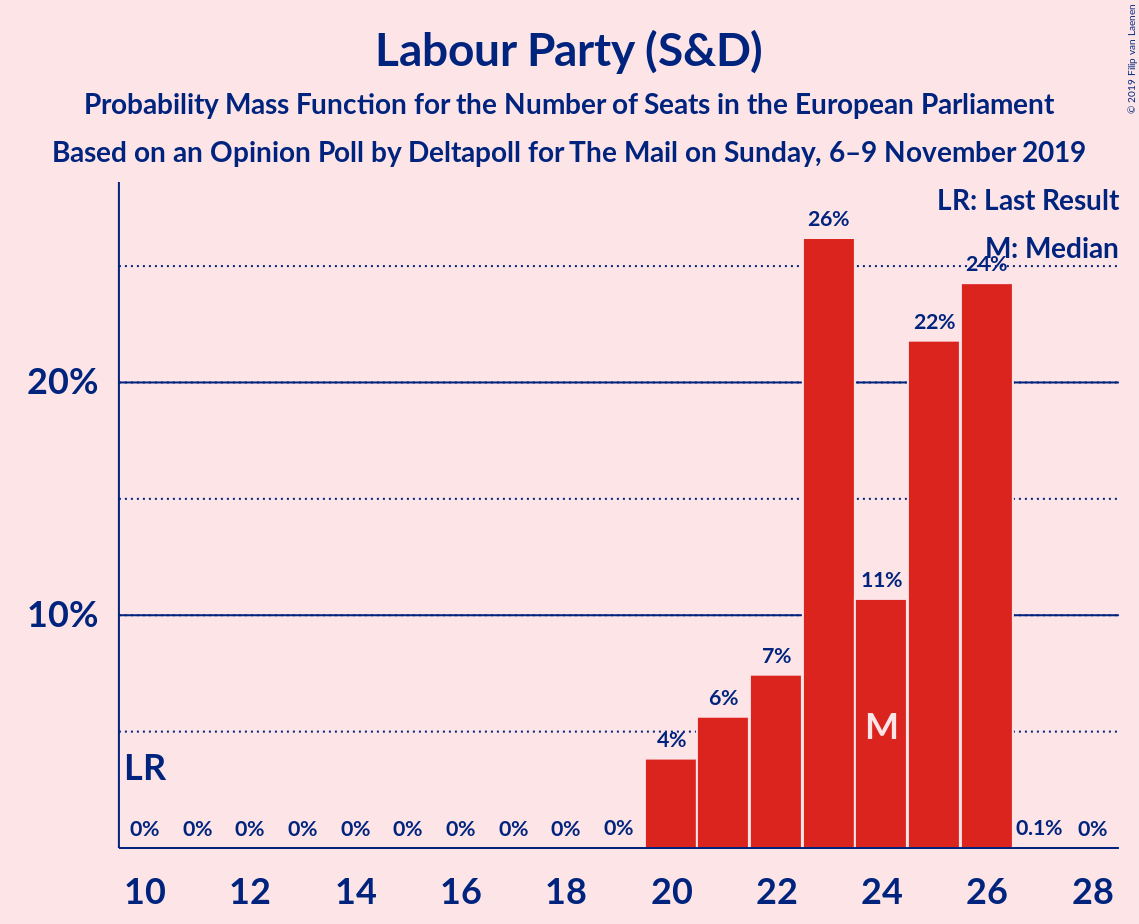 Labour Party (S&D)
Probability Mass Function for the Number of Seats in the European Parliament
Based on an Opinion Poll by Deltapoll for The Mail on Sunday, 6–9 November 2019
© 2019 Filip van Laenen
LR: Last Result
M: Median
26%
24%
22%
20%
11%
10%
7%
6%
4%
M
LR
0% 0% 0% 0% 0% 0% 0% 0% 0% 0% 0.1% 0%
10 12 14 16 18 20 22 24 26 28